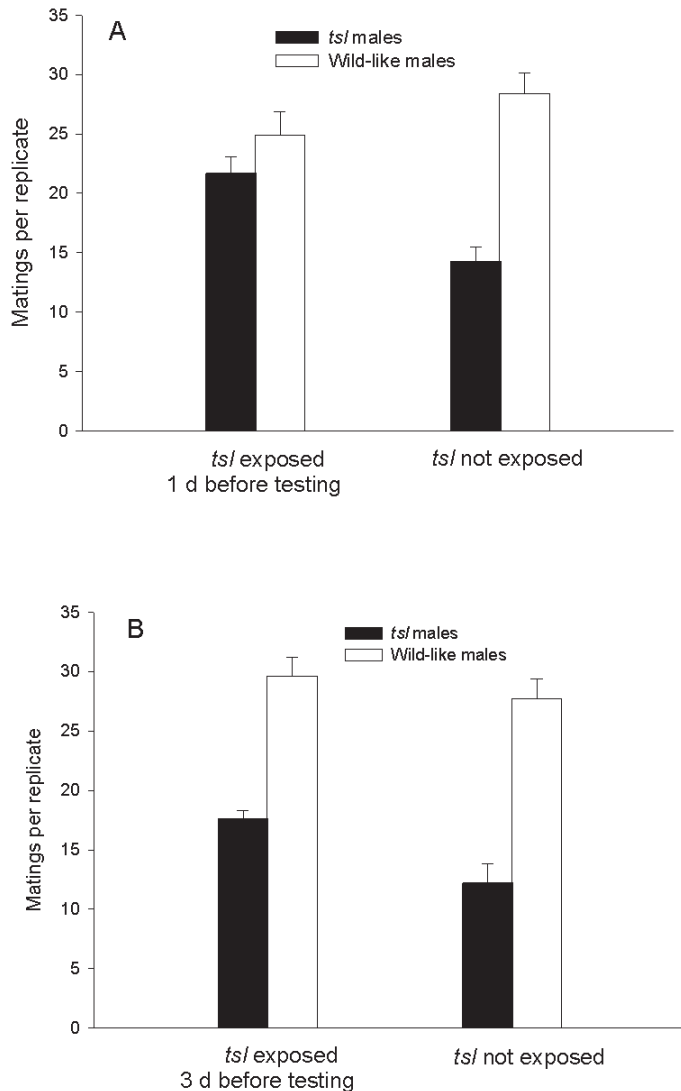 A
tsl males
Wild-like males
Matings per replicate
35
30
25
20
15
10
5
0
tsl exposed
1 d before testing
tsl not exposed
B
tsl males
Wild-like males
Matings per replicate
35
30
25
20
15
10
5
0
tsl exposed
3 d before testing
tsl not exposed